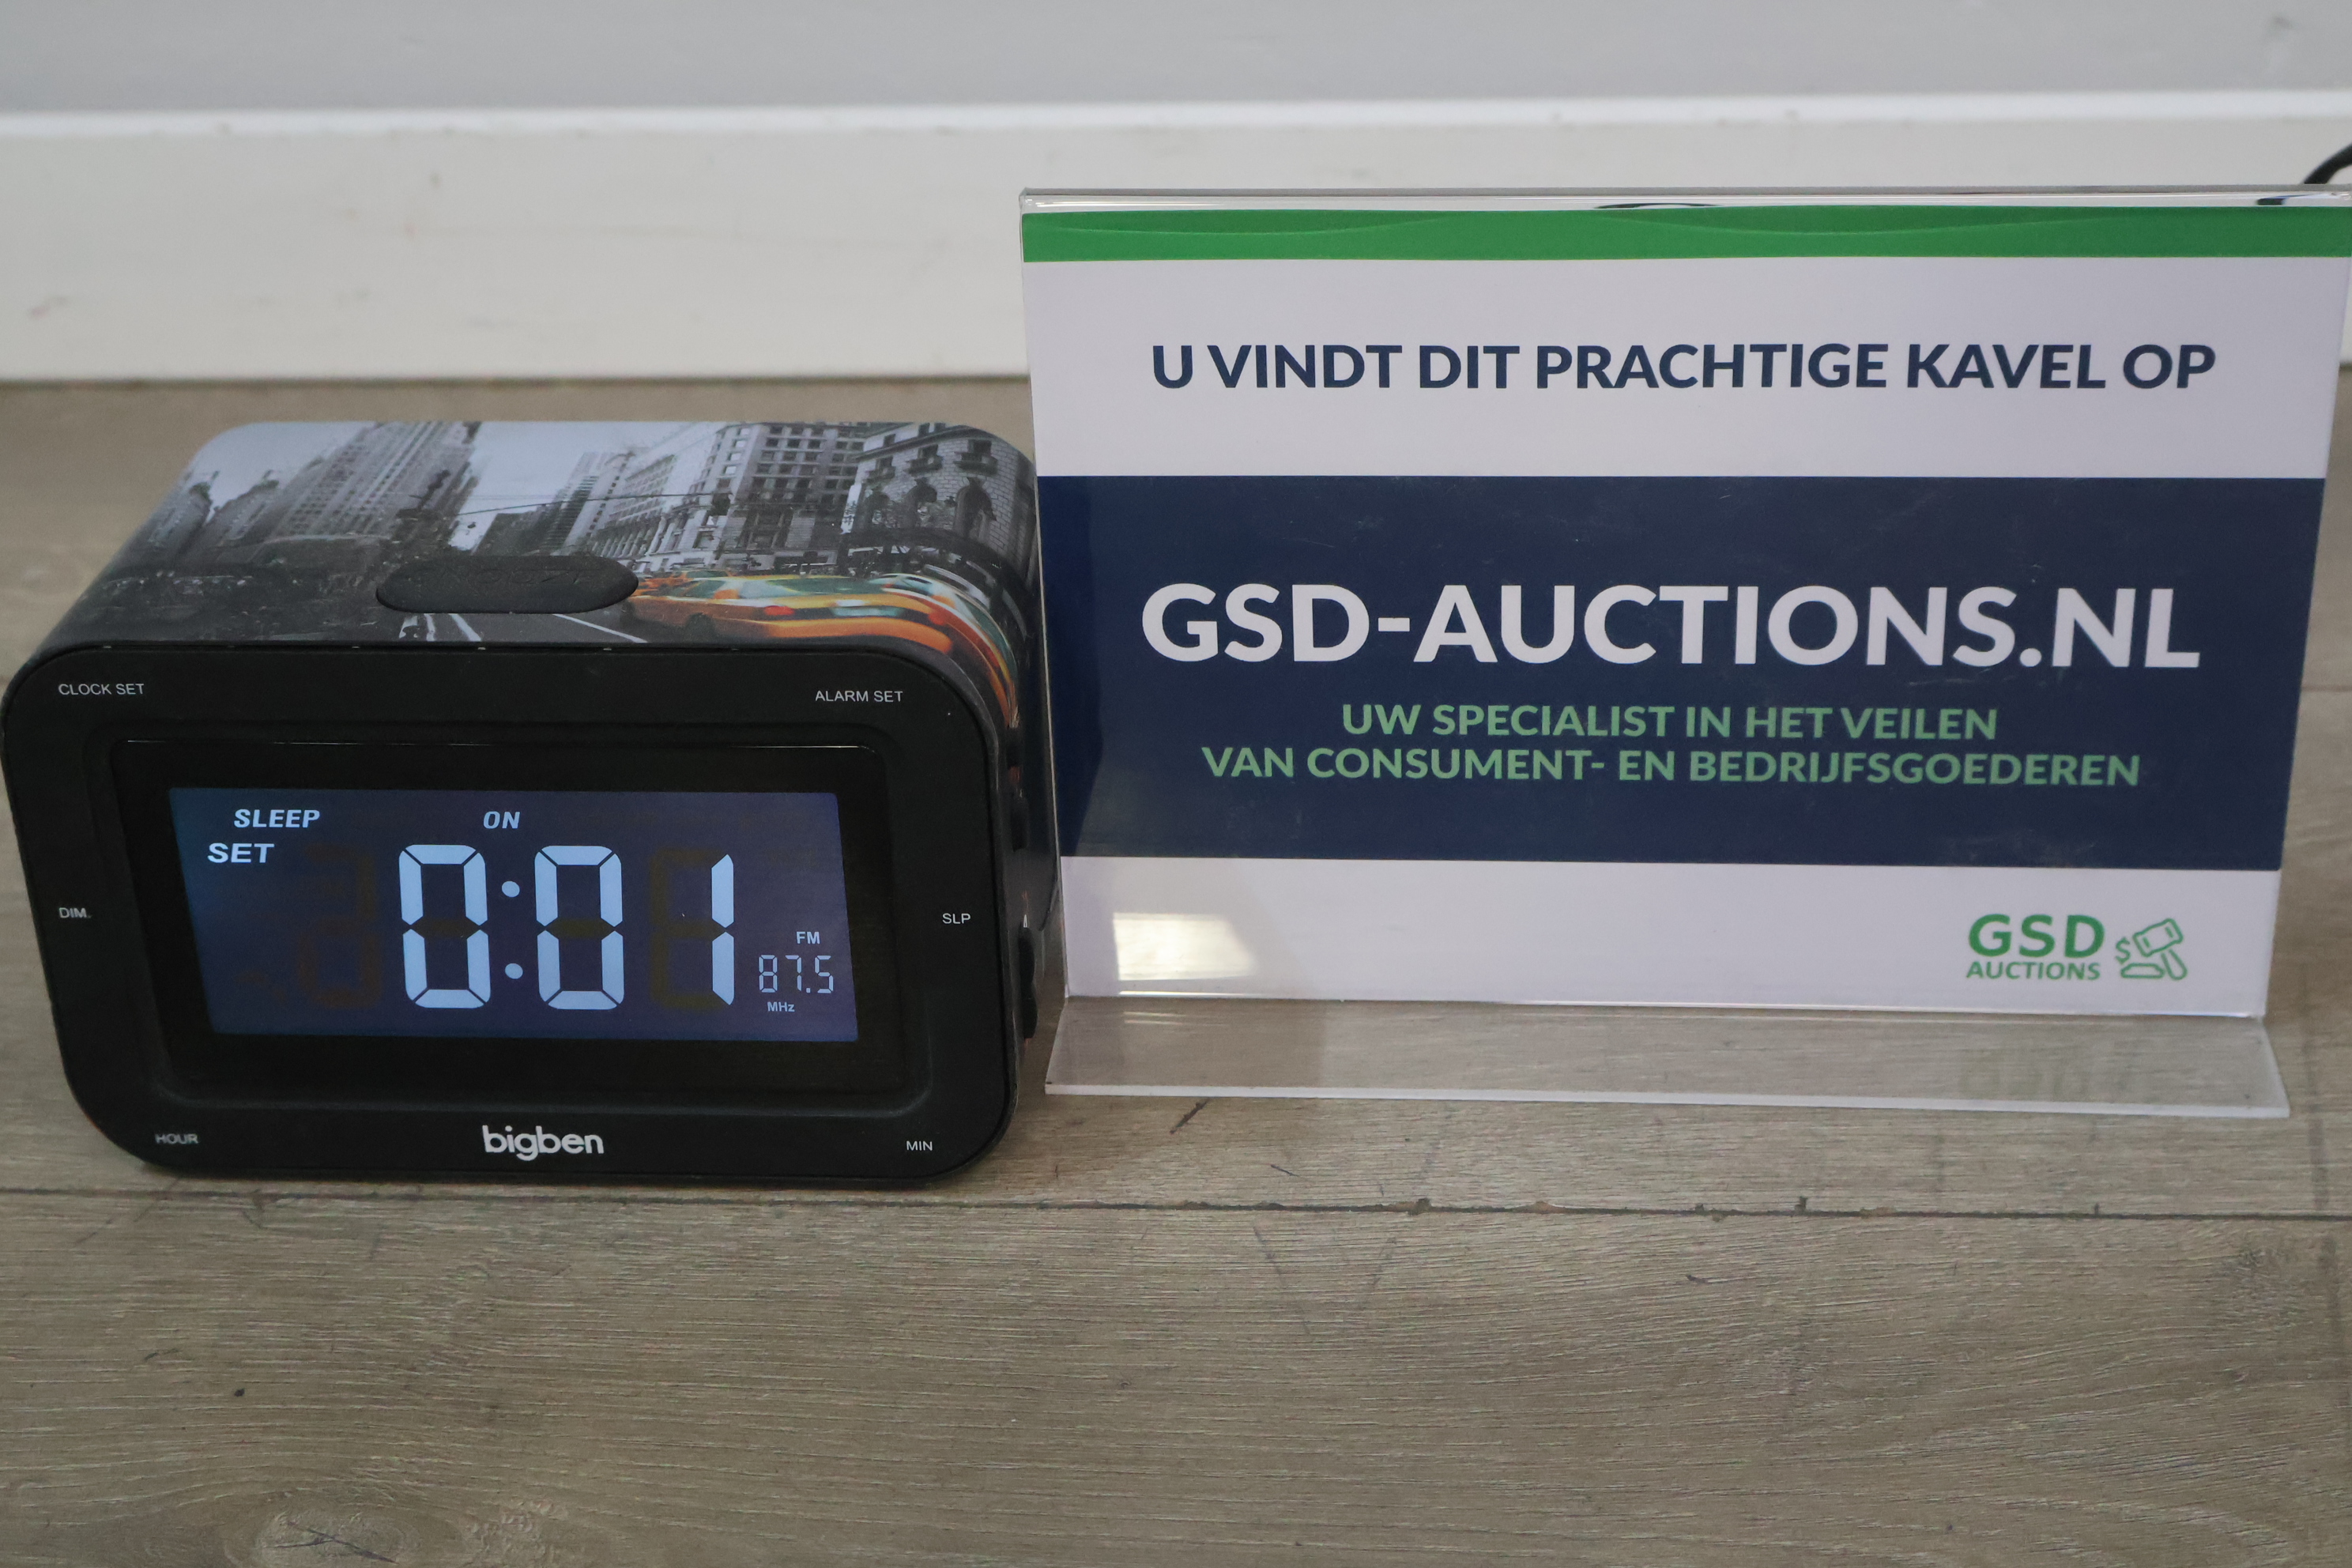 U VINDT DIT PRACHTIGE KAVEL OP
GSD-AUCTIONS.NL
UW SPECIALIST IN HET VEILEN
VAN CONSUMENT- EN BEDRIJFSGOEDEREN
GSD
AUCTIONS
SNOOZE
CLOCK SET
ALARM SET
SLEEP
ON
SET
0:01
FM
87.5
MHz
DIM.
SLP
HOUR
bigben
MIN